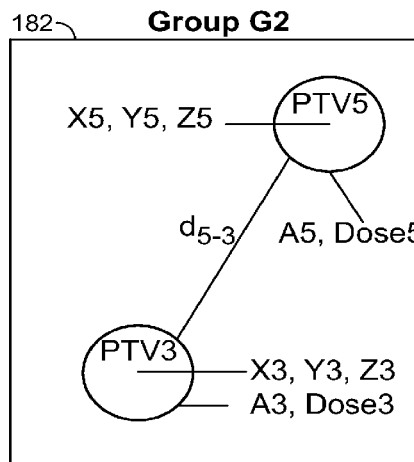 182 Group G2
PTV5
X5, Y5, Z5
d5-3
A5, Dose5
PTV3
X3, Y3, Z3
A3, Dose3